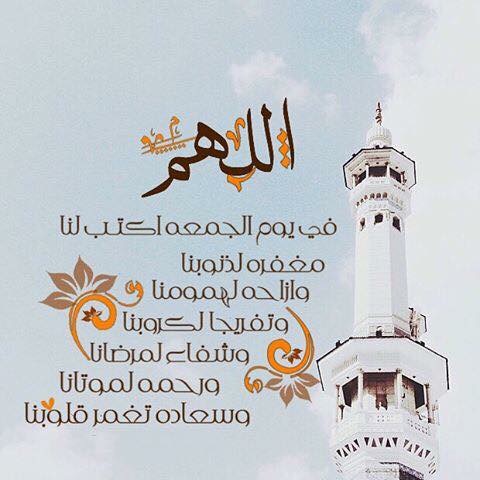 اللهم
في يوم الجمعه اكتب لنا
مغفره لذنوبنا
وازاحه لهمومنا
وتفريجا لكروبنا
وشفاء لمرضانا
ورحمه لموتانا
وسعاده تغمر قلوبنا